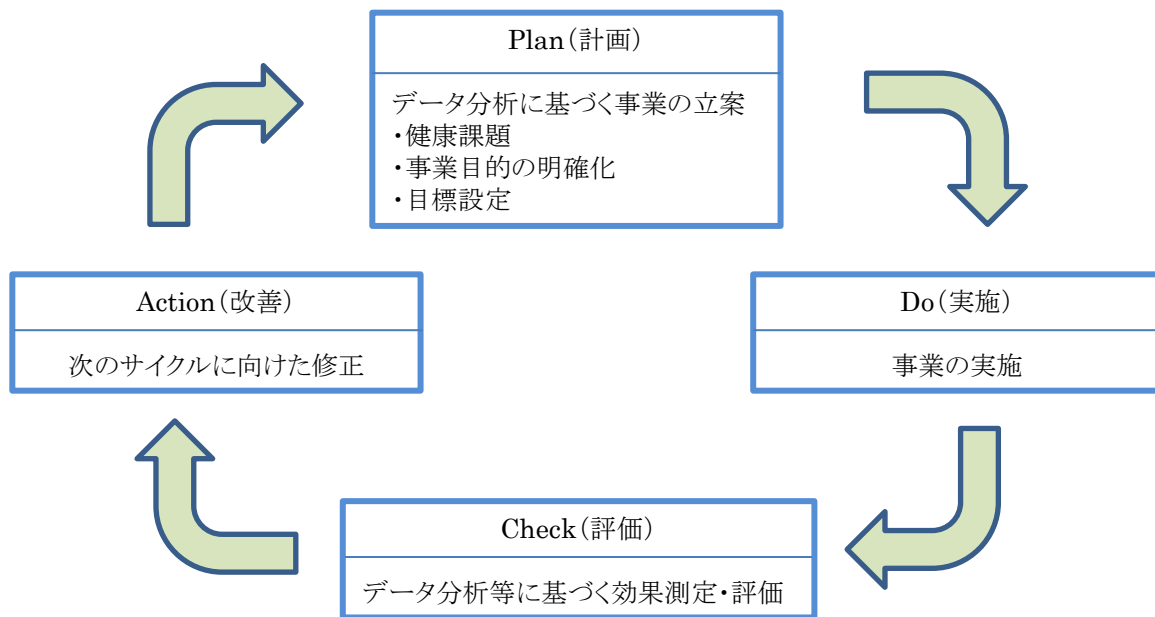 Plan（計画）
データ分析に基づく事業の立案
・健康課題
・事業目的の明確化
・目標設定
Do（実施）
事業の実施
Check（評価）
データ分析等に基づく効果測定・評価
Action（改善）
次のサイクルに向けた修正